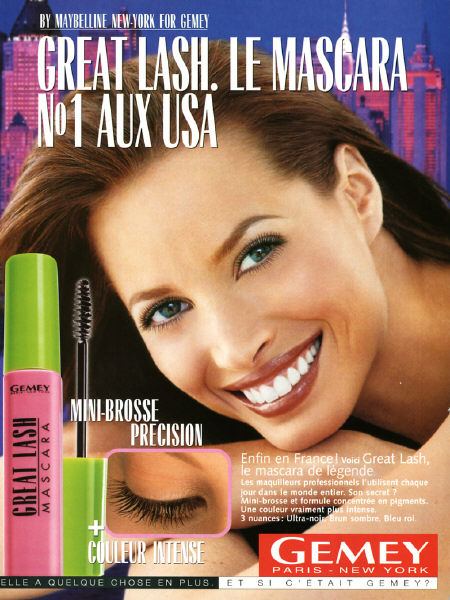 BY MAYBELLINE NEW-YORK FOR GEMEY
GREAT LASH. LE MASCARA
No1 AUX USA
GEMEY
GREAT LASH
MASCARA
MINI-BROSSE
PRECISION
+
COULEUR INTENSE
Enfin en France! Voici Great Lash,
le mascara de légende.
Les maquilleurs professionnels l'utilisent chaque
jour dans le monde entier. Son secret ?
Mini-brosse et formule concentrée en pigments.
Une couleur vraiment plus intense.
3 nuances : Ultra-noir, Brun sombre, Bleu roi.
GEMEY
PARIS - NEW YORK
ELLE A QUELQUE CHOSE EN PLUS. ET SI C'ÉTAIT GEMEY?